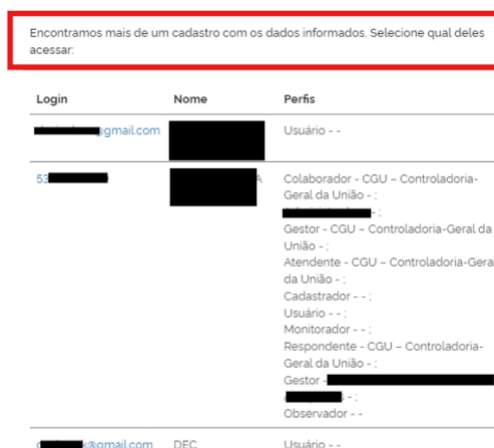 Encontramos mais de um cadastro com os dados informados. Selecione qual deles
acessar:
Login Nome Perfis
gmail.com Usuário - -
53 A Colaborador - CGU – Controladoria-
Geral da União - ;
- ;
Gestor - CGU – Controladoria-Geral da
União - ;
Atendente - CGU – Controladoria-Gera
da União - ;
Cadastrador - - ;
Usuário - - ;
Monitorador - - ;
Respondente - CGU – Controladoria-
Geral da União - ;
Gestor -
- ;
Observador - -
k@gmail.com DEC Usuário - -